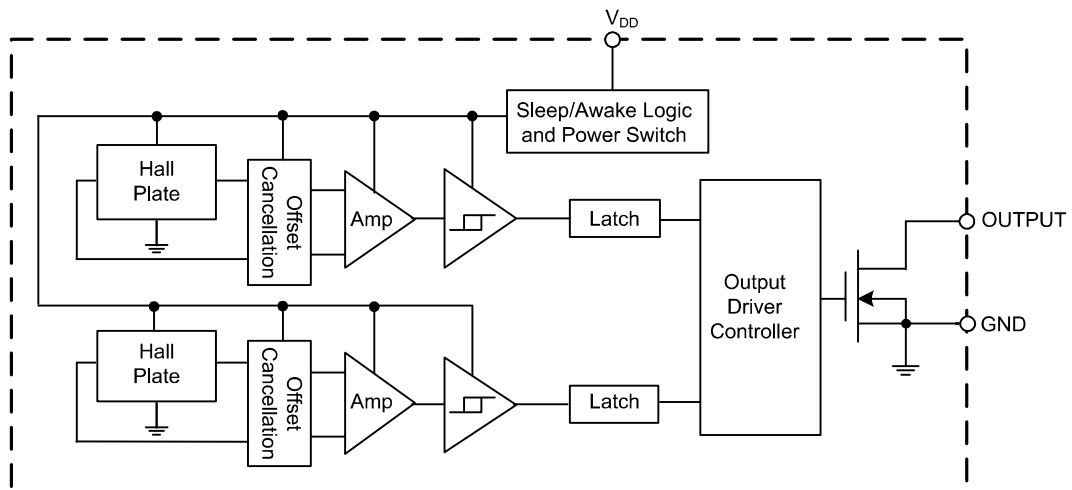 VDD
Sleep/Awake Logic
and Power Switch
Hall
Plate
Offset
Cancellation
Amp
Latch
OUTPUT
Output
Driver
Controller
GND
Hall
Plate
Offset
Cancellation
Amp
Latch